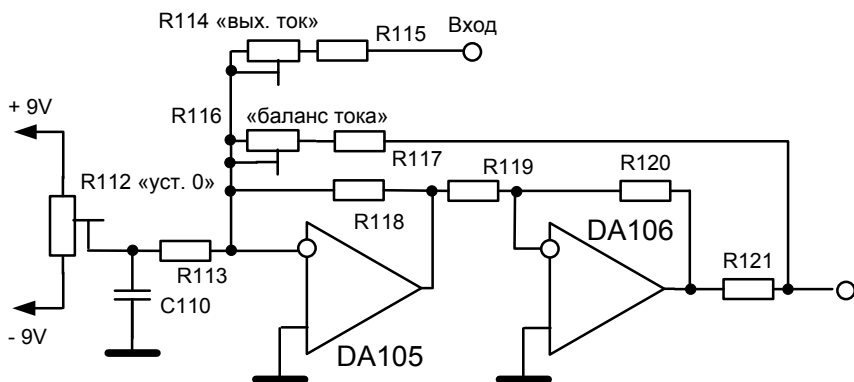 R114 «вых. ток»
Вход
R115
R116
«баланс тока»
+ 9V
R117
R119
R120
R112 «уст. 0»
R118
DA106
R113
R121
C110
- 9V
DA105